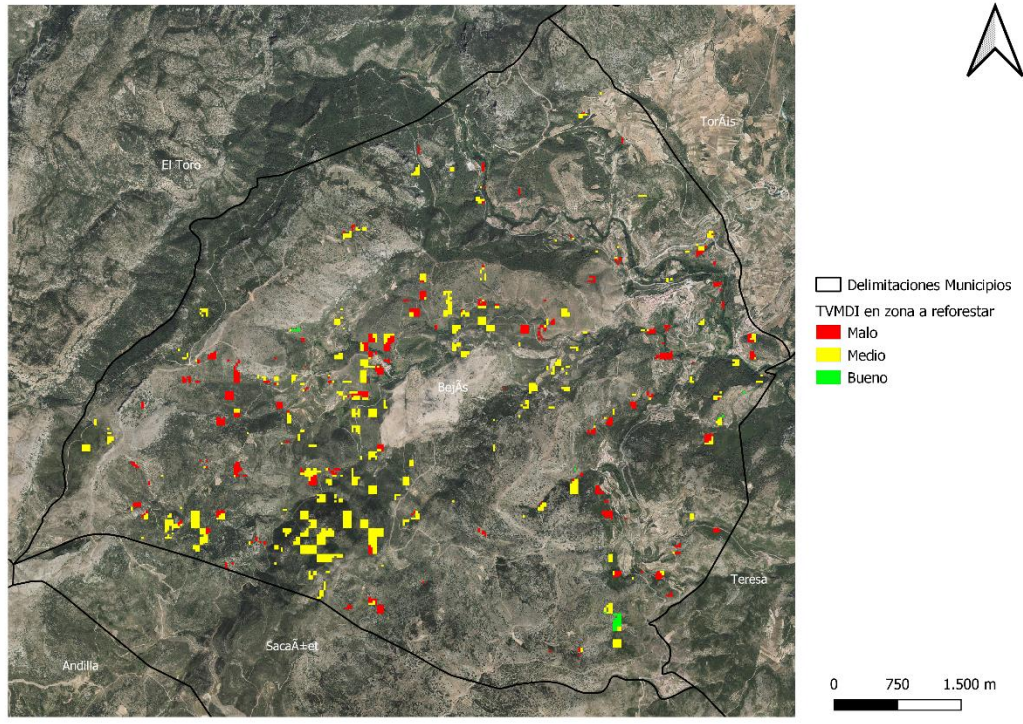 TorÃ¡s
El Toro
BejÃ­s
Teresa
SacaÃ±et
Andilla
Delimitaciones Municipios
TVMDI en zona a reforestar
Malo
Medio
Bueno
0 750 1.500 m